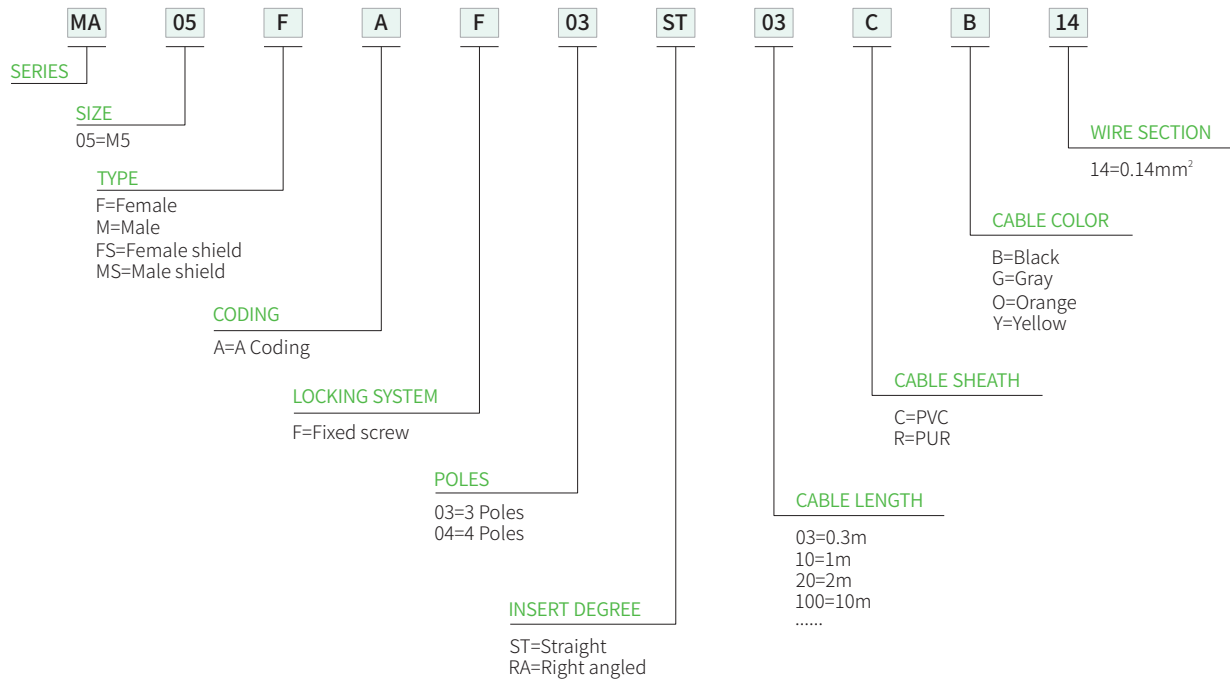 MA 05 F A F 03 ST 03 C B 14
SERIES
SIZE
05=M5
TYPE
F=Female
M=Male
FS=Female shield
MS=Male shield
CODING
A=A Coding
LOCKING SYSTEM
F=Fixed screw
POLES
03=3 Poles
04=4 Poles
INSERT DEGREE
ST=Straight
RA=Right angled
CABLE LENGTH
03=0.3m
10=1m
20=2m
100=10m
......
CABLE SHEATH
C=PVC
R=PUR
CABLE COLOR
B=Black
G=Gray
O=Orange
Y=Yellow
WIRE SECTION
14=0.14mm²